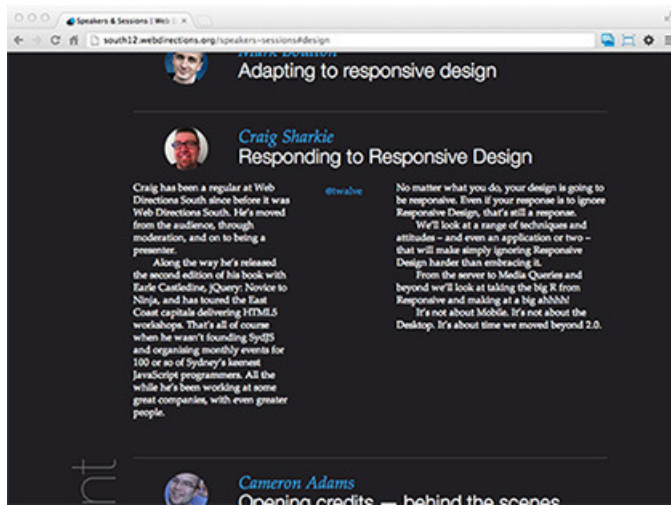 Speakers & Sessions | Web D
south12.webdirections.org/speakers-sessions#design
Mark Boulton
Adapting to responsive design
Craig Sharkie
Responding to Responsive Design
Craig has been a regular at Web
Directions South since before it was
Web Directions South. He's moved
from the audience, through
moderation, and on to being a
presenter.
Along the way he's released
the second edition of his book with
Earle Castledine, jQuery: Novice to
Ninja, and has toured the East
Coast capitals delivering HTML5
workshops. That's all of course
when he wasn't founding SydJS
and organising monthly events for
100 or so of Sydney's keenest
JavaScript programmers. All the
while he's been working at some
great companies, with even greater
people.
@twalve
No matter what you do, your design is going to
be responsive. Even if your response is to ignore
Responsive Design, that's still a response.
We'll look at a range of techniques and
attitudes – and even an application or two –
that will make simply ignoring Responsive
Design harder than embracing it.
From the server to Media Queries and
beyond we'll look at taking the big R from
Responsive and making at a big ahhhh!
It's not about Mobile. It's not about the
Desktop. It's about time we moved beyond 2.0.
nt
Cameron Adams
Opening credits — behind the scenes